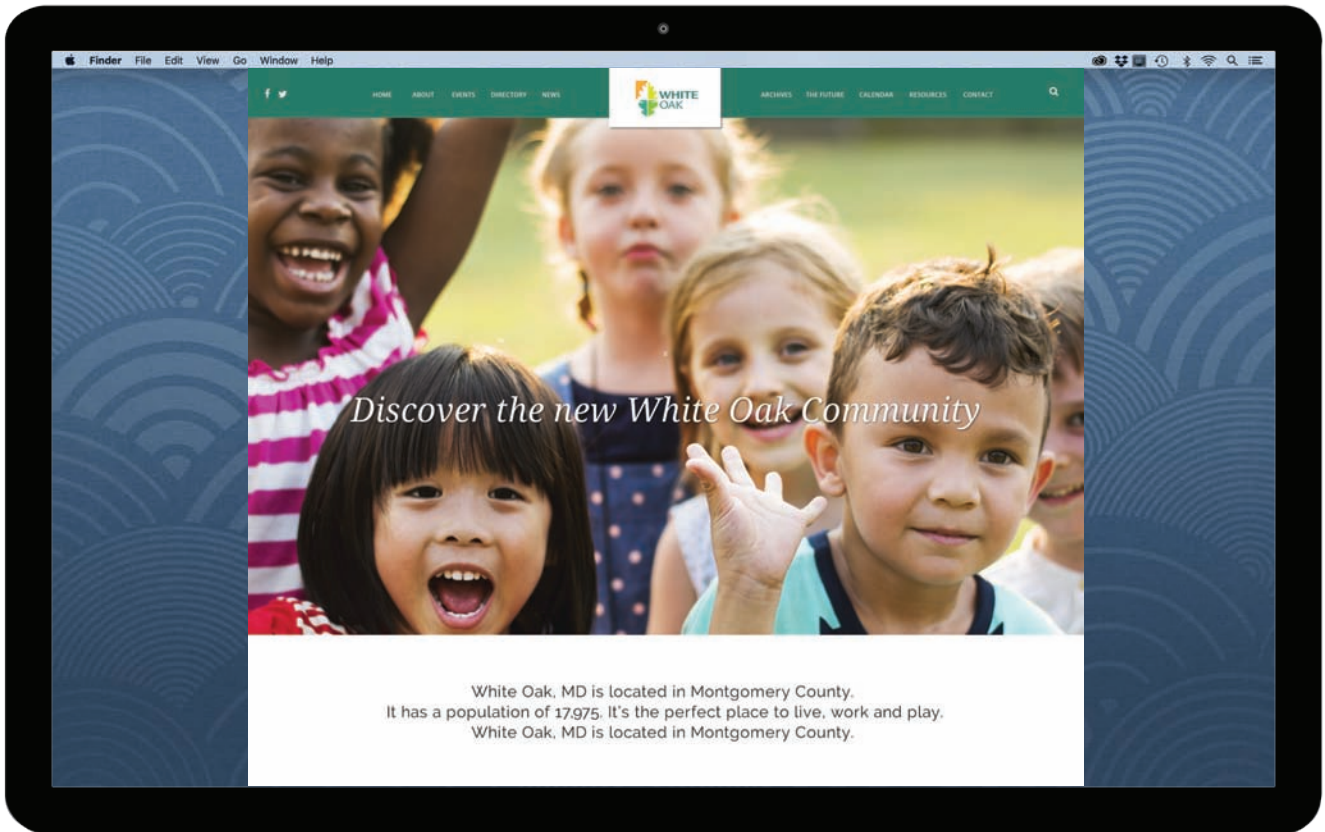 Finder File Edit View Go Window Help
f HOME ABOUT EVENTS DIRECTORY NEWS WHITE OAK ARCHIVES THE FUTURE CALENDAR RESOURCES CONTACT
Discover the new White Oak Community
White Oak, MD is located in Montgomery County.
It has a population of 17,975. It's the perfect place to live, work and play.
White Oak, MD is located in Montgomery County.